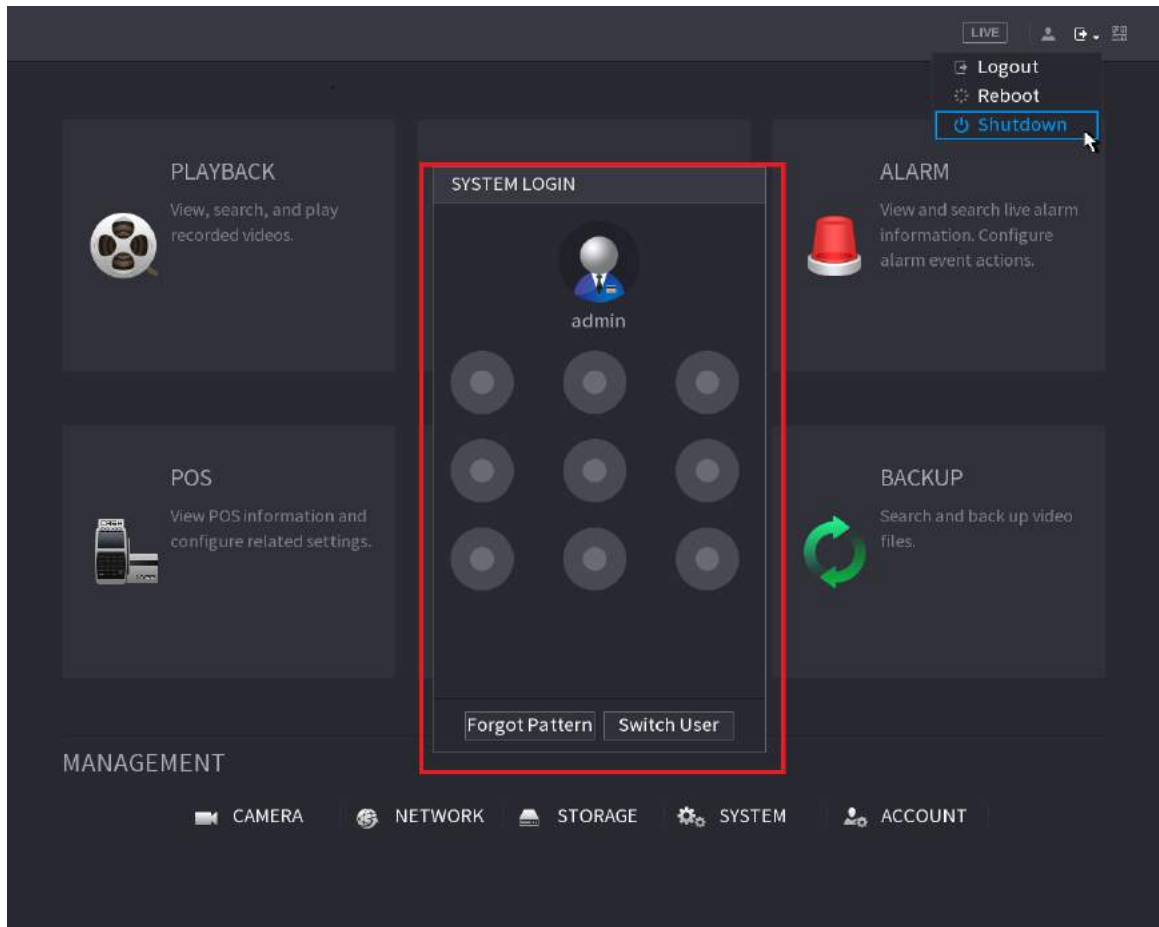 LIVE
Logout
Reboot
Shutdown
PLAYBACK
View, search, and play
recorded videos.
SYSTEM LOGIN
admin
ALARM
View and search live alarm
information. Configure
alarm event actions.
POS
View POS information and
configure related settings.
BACKUP
Search and back up video
files.
Forgot Pattern
Switch User
MANAGEMENT
CAMERA
NETWORK
STORAGE
SYSTEM
ACCOUNT